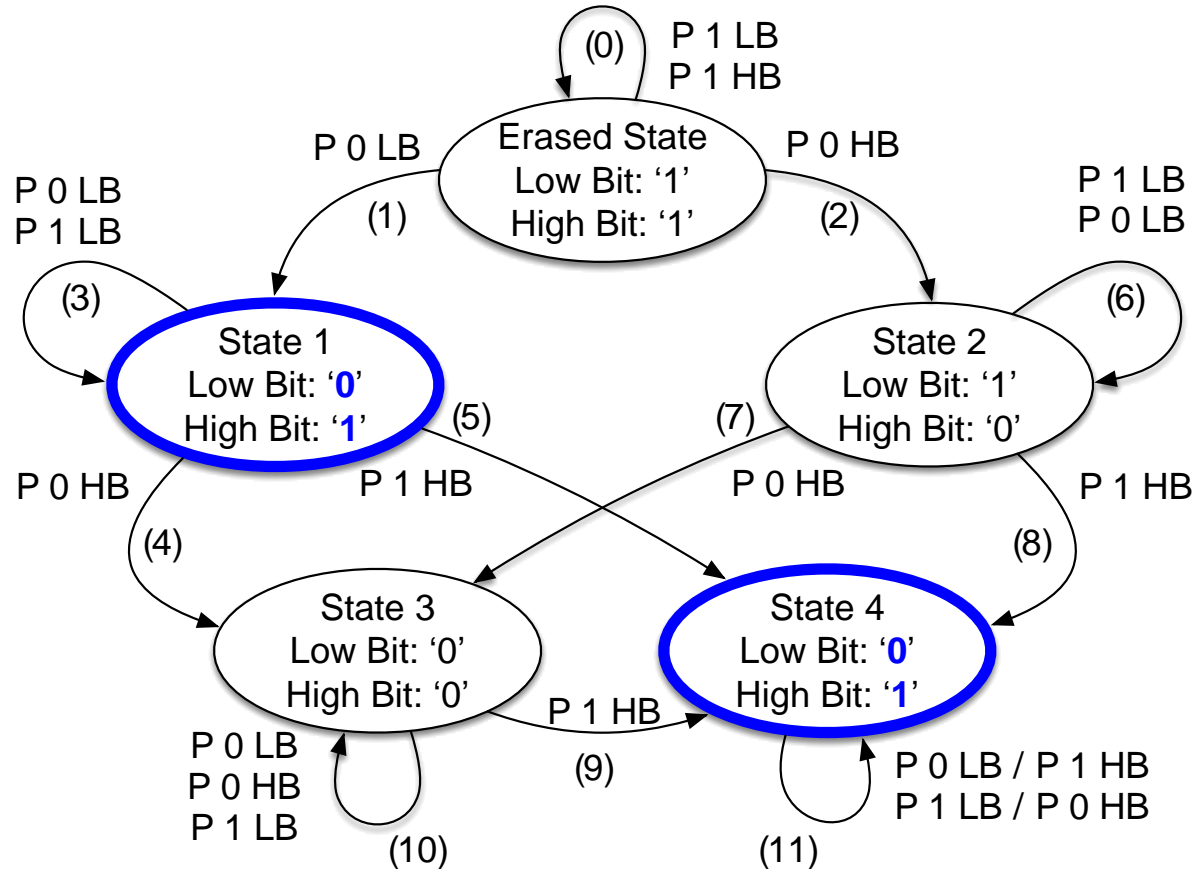 (0)
P 1 LB
P 1 HB
Erased State
Low Bit: ‘1’
High Bit: ‘1’
P 0 LB
P 0 HB
(1)
(2)
P 0 LB
P 1 LB
P 1 LB
P 0 LB
(3)
(6)
State 1
Low Bit: ‘0’
High Bit: ‘1’
State 2
Low Bit: ‘1’
High Bit: ‘0’
(5)
(7)
P 0 HB
P 1 HB
P 0 HB
P 1 HB
(4)
(8)
State 3
Low Bit: ‘0’
High Bit: ‘0’
State 4
Low Bit: ‘0’
High Bit: ‘1’
P 1 HB
(9)
P 0 LB
P 0 HB
P 1 LB
(10)
P 0 LB / P 1 HB
P 1 LB / P 0 HB
(11)